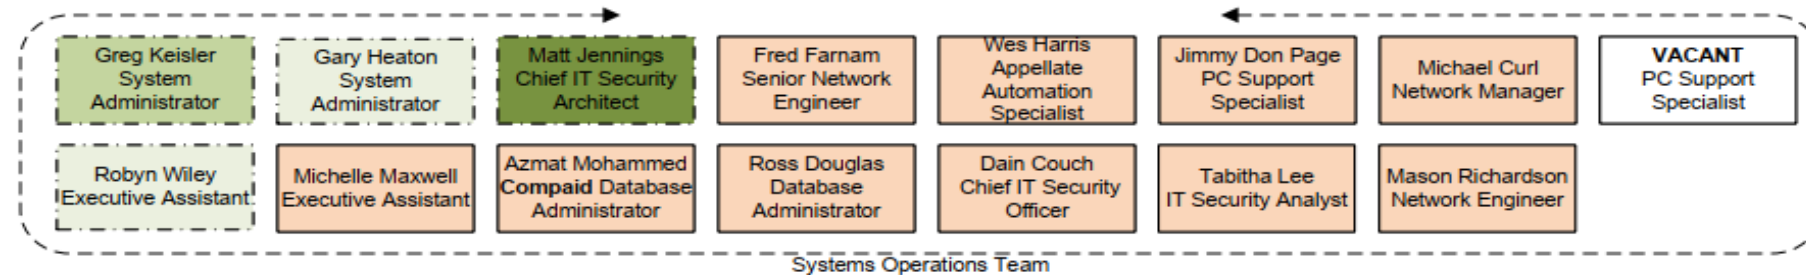 Greg Keisler
System
Administrator
Gary Heaton
System
Administrator
Matt Jennings
Chief IT Security
Architect
Fred Farnam
Senior Network
Engineer
Wes Harris
Appellate
Automation
Specialist
Jimmy Don Page
PC Support
Specialist
Michael Curl
Network Manager
VACANT
PC Support
Specialist
Robyn Wiley
Executive Assistant
Michelle Maxwell
Executive Assistant
Azmat Mohammed
Compaid Database
Administrator
Ross Douglas
Database
Administrator
Dain Couch
Chief IT Security
Officer
Tabitha Lee
IT Security Analyst
Mason Richardson
Network Engineer
Systems Operations Team